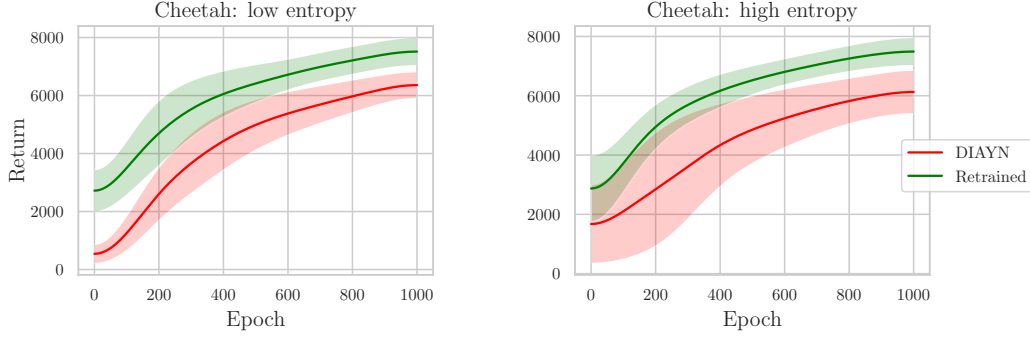 Cheetah: low entropy
8000
6000
4000
2000
0
Return
0 200 400 600 800 1000
Epoch
Cheetah: high entropy
8000
6000
4000
2000
0
0 200 400 600 800 1000
Epoch
DIAYN
Retrained